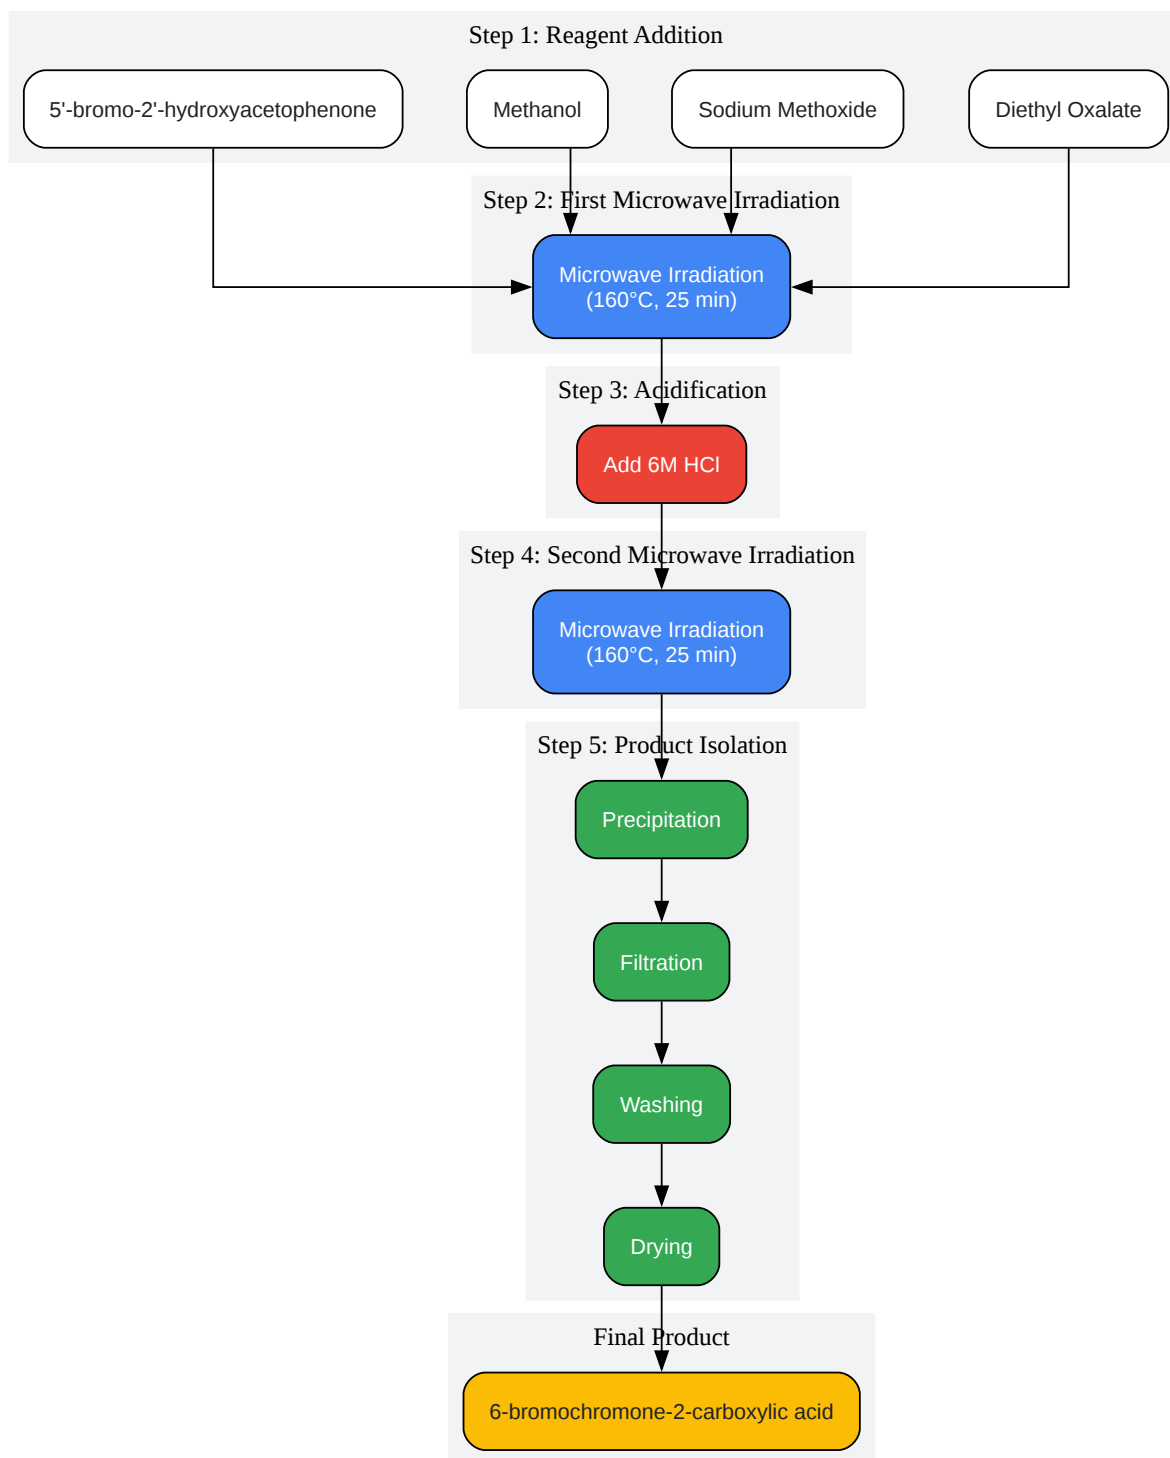 Step 1: Reagent Addition
5'-bromo-2'-hydroxyacetophenone
Methanol
Sodium Methoxide
Diethyl Oxalate
Step 2: First Microwave Irradiation
Microwave Irradiation
(160°C, 25 min)
Step 3: Acidification
Add 6M HCl
Step 4: Second Microwave Irradiation
Microwave Irradiation
(160°C, 25 min)
Step 5: Product Isolation
Precipitation
Filtration
Washing
Drying
Final Product
6-bromochromone-2-carboxylic acid